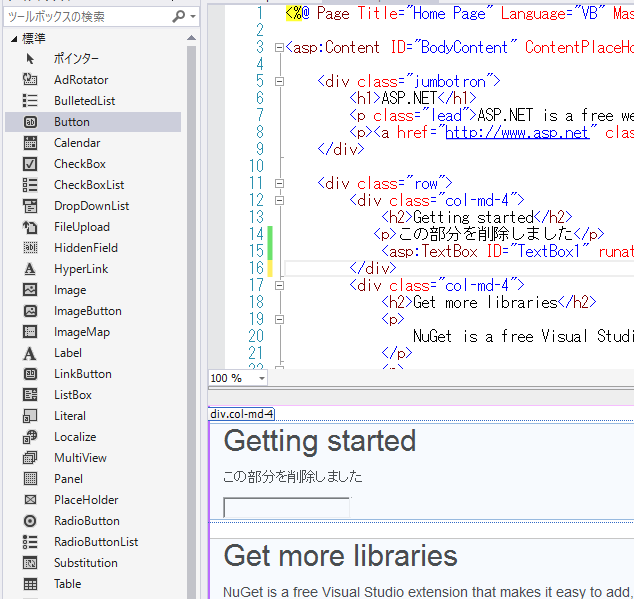 ツールボックスの検索
標準
ポインター
AdRotator
BulletedList
Button
Calendar
CheckBox
CheckBoxList
DropDownList
FileUpload
HiddenField
HyperLink
Image
ImageButton
ImageMap
Label
LinkButton
ListBox
Literal
Localize
MultiView
Panel
PlaceHolder
RadioButton
RadioButtonList
Substitution
Table
1 <%@ Page Title="Home Page" Language="VB" Mas
2
3 <asp:Content ID="BodyContent" ContentPlaceHo
4
5 <div class="jumbotron">
6 <h1>ASP.NET</h1>
7 <p class="lead">ASP.NET is a free we
8 <p><a href="http://www.asp.net" clas
9 </div>
10
11 <div class="row">
12 <div class="col-md-4">
13 <h2>Getting started</h2>
14 <p>この部分を削除しました</p>
15 <asp:TextBox ID="TextBox1" runat
16 </div>
17 <div class="col-md-4">
18 <h2>Get more libraries</h2>
19 <p>
20 NuGet is a free Visual Studi
21 </p>
22 <p>
100 %
div.col-md-4
Getting started
この部分を削除しました
Get more libraries
NuGet is a free Visual Studio extension that makes it easy to add,